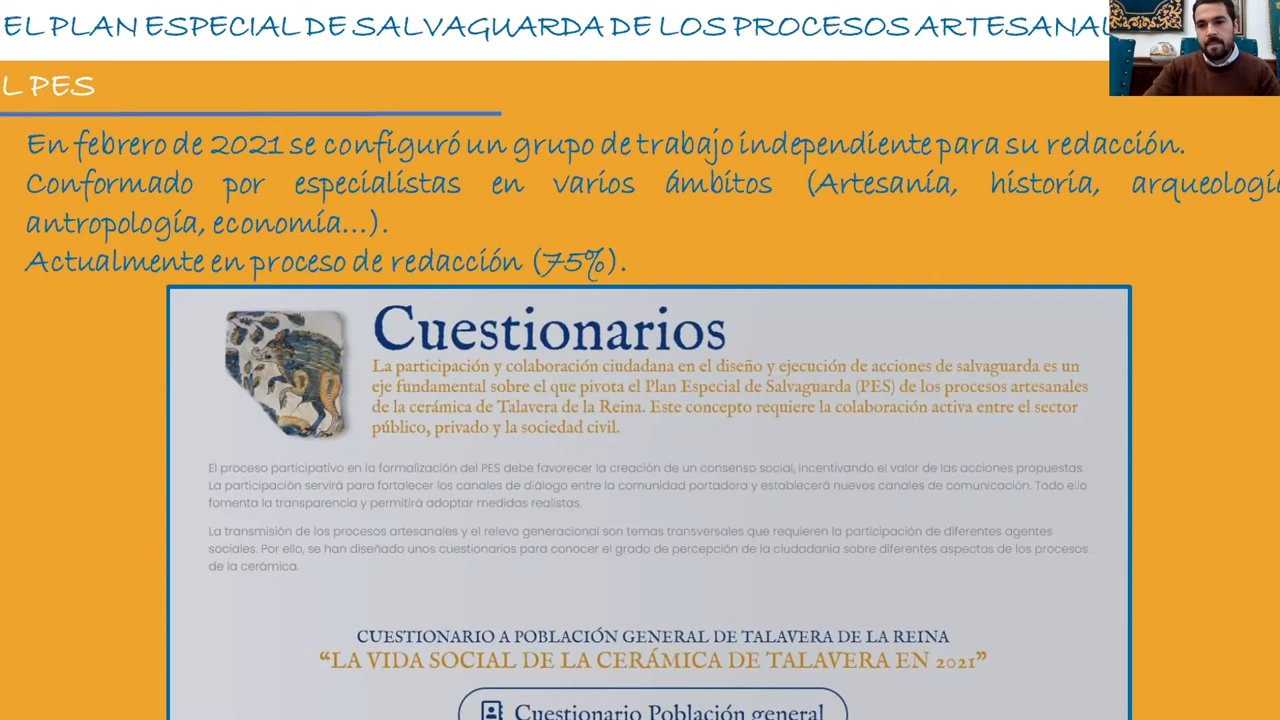 EL PLAN ESPECIAL DE SALVAGUARDA DE LOS PROCESOS
L PES
En febrero de 2021 se configuró un grupo de trabajo independiente para su redacción.
Conformado por especialistas en varios ámbitos (Artesanía, historia,
antropología, economía...).
Actualmente en proceso de redacción (75%).
Cuestionarios
La participación y colaboración ciudadana en el diseño y ejecución de acciones de salvaguarda es un
eje fundamental sobre el que pivota el Plan Especial de Salvaguarda (PES) de los procesos artesanales
de la cerámica de Talavera de la Reina. Este concepto requiere la colaboración activa entre el sector
público, privado y la sociedad civil.
El proceso participativo en la formalización del PES debe favorecer la creación de un consenso social, incentivando el valor de las acciones propuestas.
La participación servirá para fortalecer los canales de diálogo entre la comunidad portadora y establecerá nuevos canales de comunicación. Todo ello
fomenta la transparencia y permitirá adoptar medidas realistas.
La transmisión de los procesos artesanales y el relevo generacional son temas transversales que requieren la participación de diferentes agentes
sociales. Por ello, se han diseñado unos cuestionarios para conocer el grado de percepción de la ciudadania sobre diferentes aspectos de los procesos
de la cerámica.
CUESTIONARIO A POBLACIÓN GENERAL DE TALAVERA DE LA REINA
“LA VIDA SOCIAL DE LA CERÁMICA DE TALAVERA EN 2021”
Cuestionario Población general